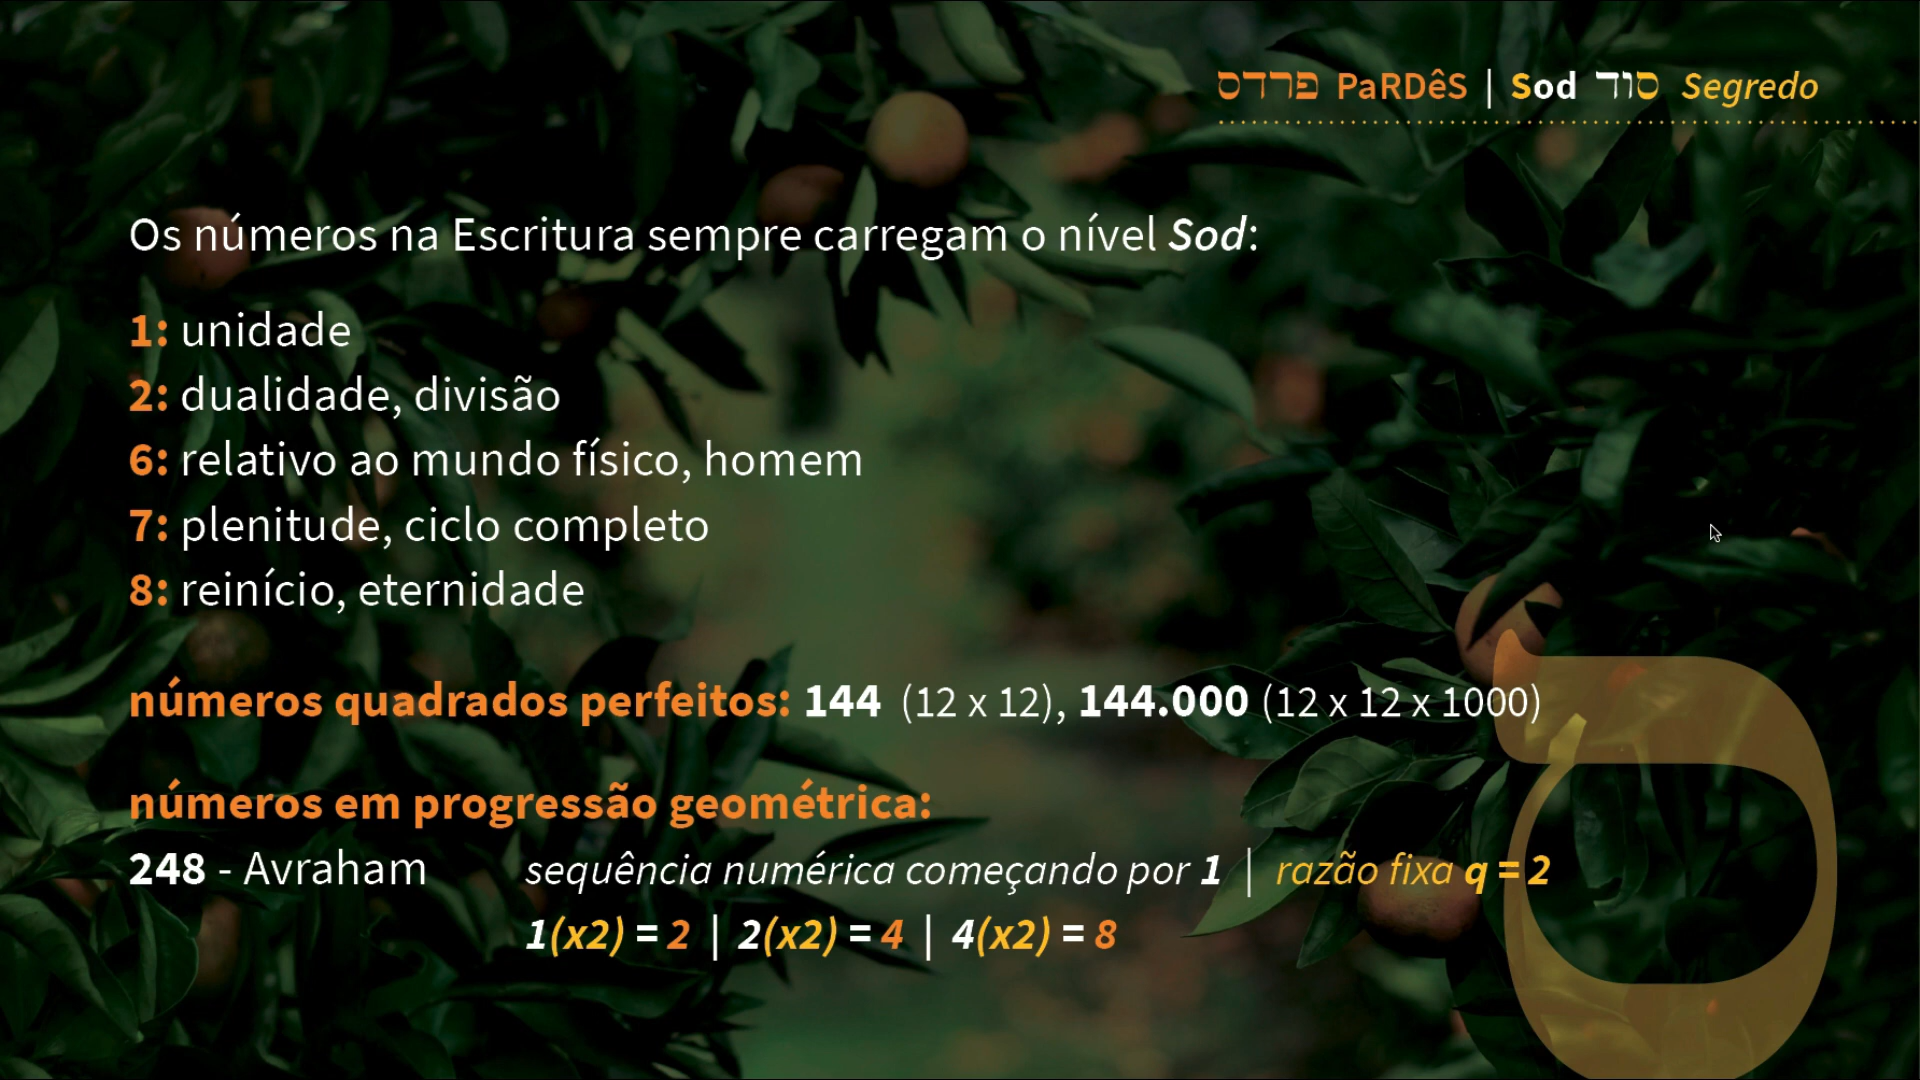 פרדס PaRDêS | Sod סוד Segredo
Os números na Escritura sempre carregam o nível Sod:
1: unidade
2: dualidade, divisão
6: relativo ao mundo físico, homem
7: plenitude, ciclo completo
8: reinício, eternidade
números quadrados perfeitos: 144 (12 x 12), 144.000 (12 x 12 x 1000)
números em progressão geométrica:
248 - Avraham sequência numérica começando por 1 | razão fixa q = 2
1(x2) = 2 | 2(x2) = 4 | 4(x2) = 8
ס